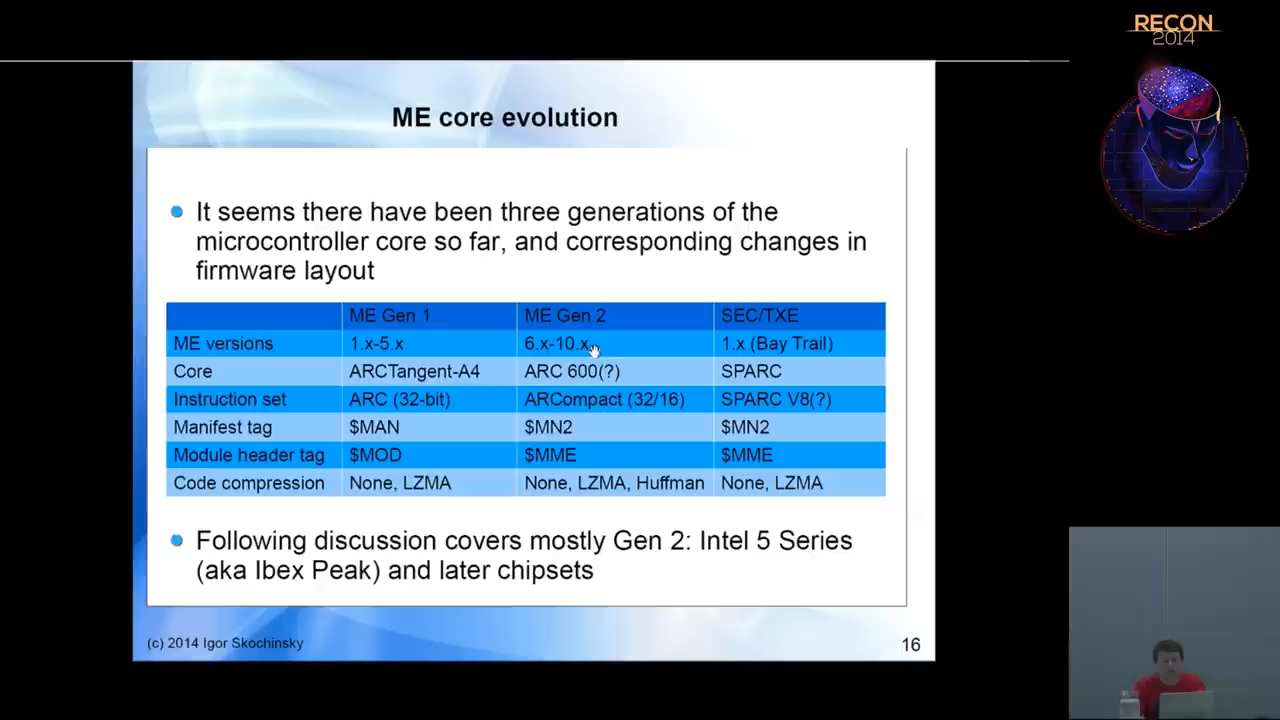 RECON
2014
ME core evolution
It seems there have been three generations of the
microcontroller core so far, and corresponding changes in
firmware layout
ME Gen 1 ME Gen 2 SEC/TXE
ME versions 1.x-5.x 6.x-10.x 1.x (Bay Trail)
Core ARCTangent-A4 ARC 600(?) SPARC
Instruction set ARC (32-bit) ARCompact (32/16) SPARC V8(?)
Manifest tag $MAN $MN2 $MN2
Module header tag $MOD $MME $MME
Code compression None, LZMA None, LZMA, Huffman None, LZMA
Following discussion covers mostly Gen 2: Intel 5 Series
(aka Ibex Peak) and later chipsets
(c) 2014 Igor Skochinsky 16